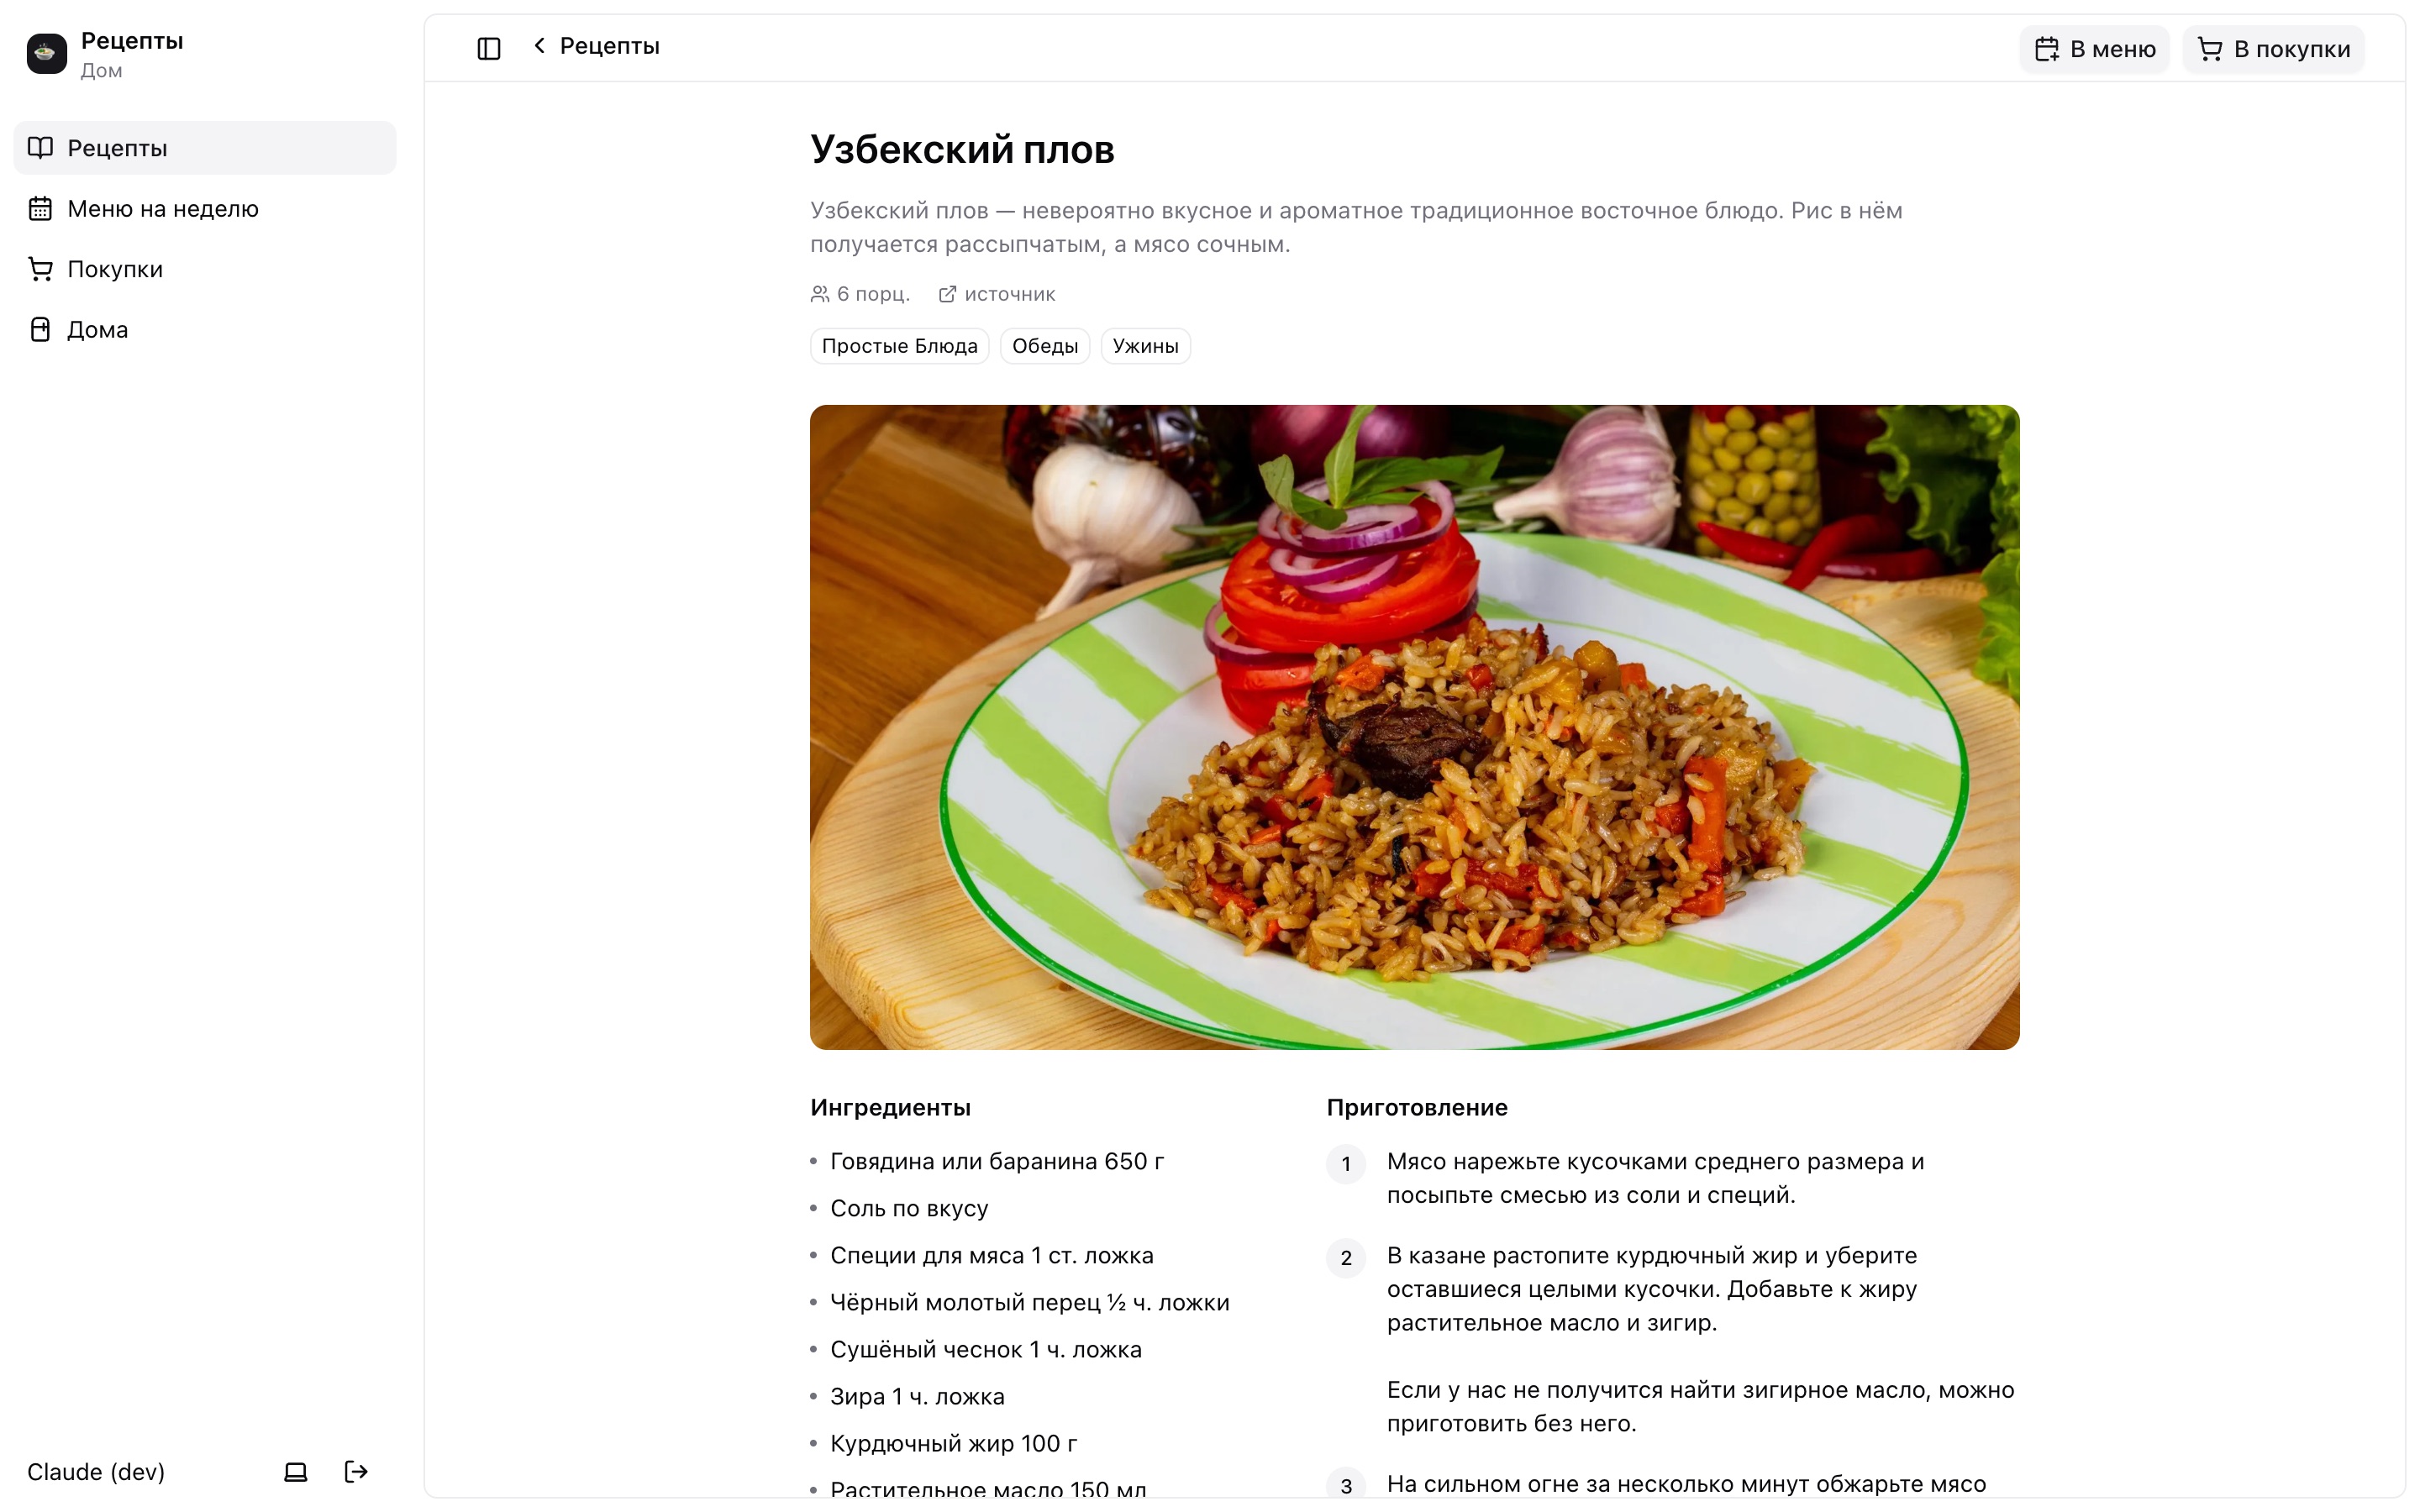 Рецепты
Дом
Рецепты
Меню на неделю
Покупки
Дома
Claude (dev)
Рецепты
В меню
В покупки
Узбекский плов
Узбекский плов — невероятно вкусное и ароматное традиционное восточное блюдо. Рис в нём
получается рассыпчатым, а мясо сочным.
6 порц.
источник
Простые Блюда
Обеды
Ужины
Ингредиенты
Говядина или баранина 650 г
Соль по вкусу
Специи для мяса 1 ст. ложка
Чёрный молотый перец ½ ч. ложки
Сушёный чеснок 1 ч. ложка
Зира 1 ч. ложка
Курдючный жир 100 г
Растительное масло 150 мл
Приготовление
1
Мясо нарежьте кусочками среднего размера и
посыпьте смесью из соли и специй.
2
В казане растопите курдючный жир и уберите
оставшиеся целыми кусочки. Добавьте к жиру
растительное масло и зигир.
Если у нас не получится найти зигирное масло, можно
приготовить без него.
3
На сильном огне за несколько минут обжарьте мясо